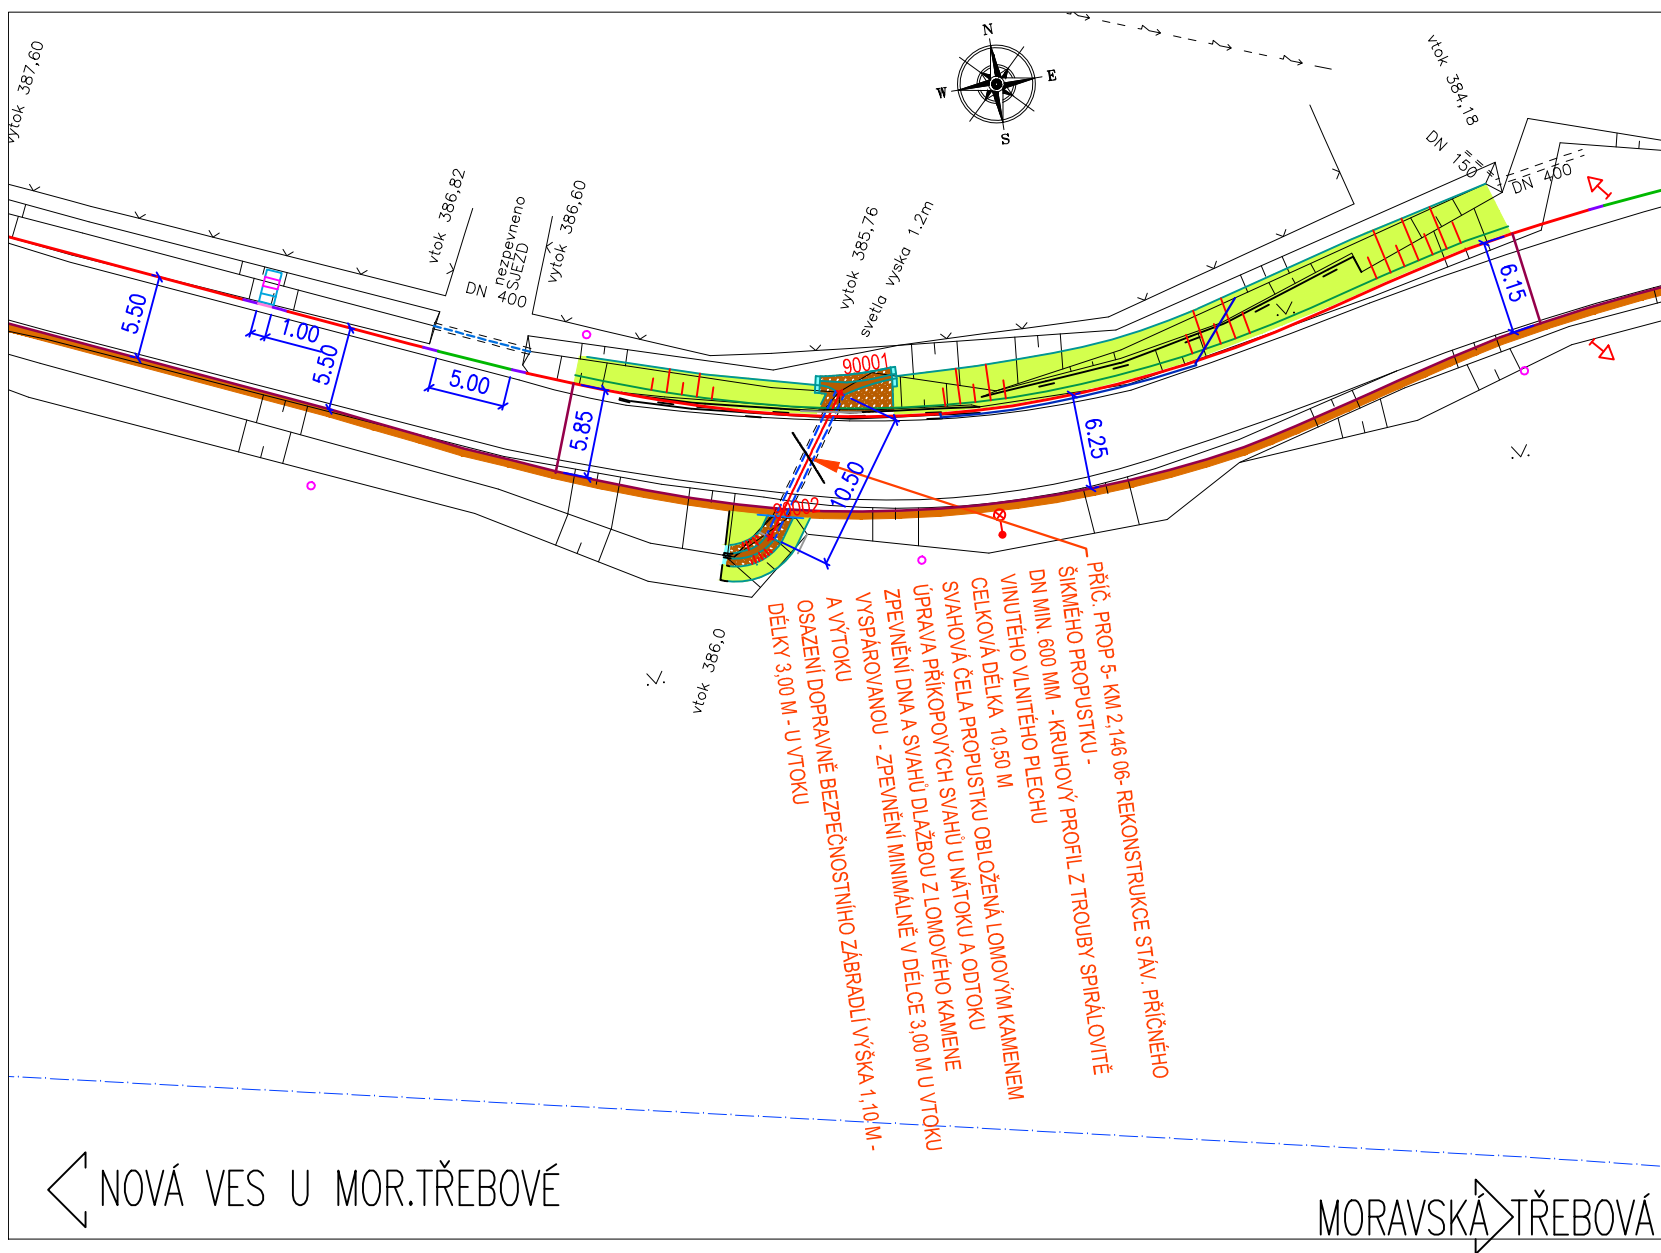 výtok 387,60
N
E
W
S
vtok 384,18
DN 150
DN 400
vtok 386,82
nezpevneno
SJEZD
DN 400
vytok 386,60
vytok 385,76
svetla vyska 1.2m
5.50
1.00
5.50
5.00
5.85
90001
10.50
6.25
6.15
vtok 386,0
PŘÍČ. PROP 5- KM 2,146 06- REKONSTRUKCE STÁV. PŘÍČNÉHO
ŠIKMÉHO PROPUSTKU -
DN MIN. 600 MM - KRUHOVÝ PROFIL Z TROUBY SPIRÁLOVITĚ
VINUTÉHO VLNITÉHO PLECHU
CELKOVÁ DÉLKA 10,50 M
SVAHOVÁ ČELA PROPUSTKU OBLOŽENÁ LOMOVÝM KAMENEM
ÚPRAVA PŘÍKOPOVÝCH SVAHŮ U NÁTOKU A ODTOKU
ZPEVNĚNÍ DNA A SVAHŮ DLAŽBOU Z LOMOVÉHO KAMENE
VYSPÁROVANOU - ZPEVNĚNÍ MINIMÁLNĚ V DÉLCE 3,00 M U VTOKU
A VÝTOKU
OSAZENÍ DOPRAVNĚ BEZPEČNOSTNÍHO ZÁBRADLÍ VÝŠKA 1,10 M -
DÉLKY 3,00 M - U VTOKU
NOVÁ VES U MOR.TŘEBOVÉ
MORAVSKÁ TŘEBOVÁ